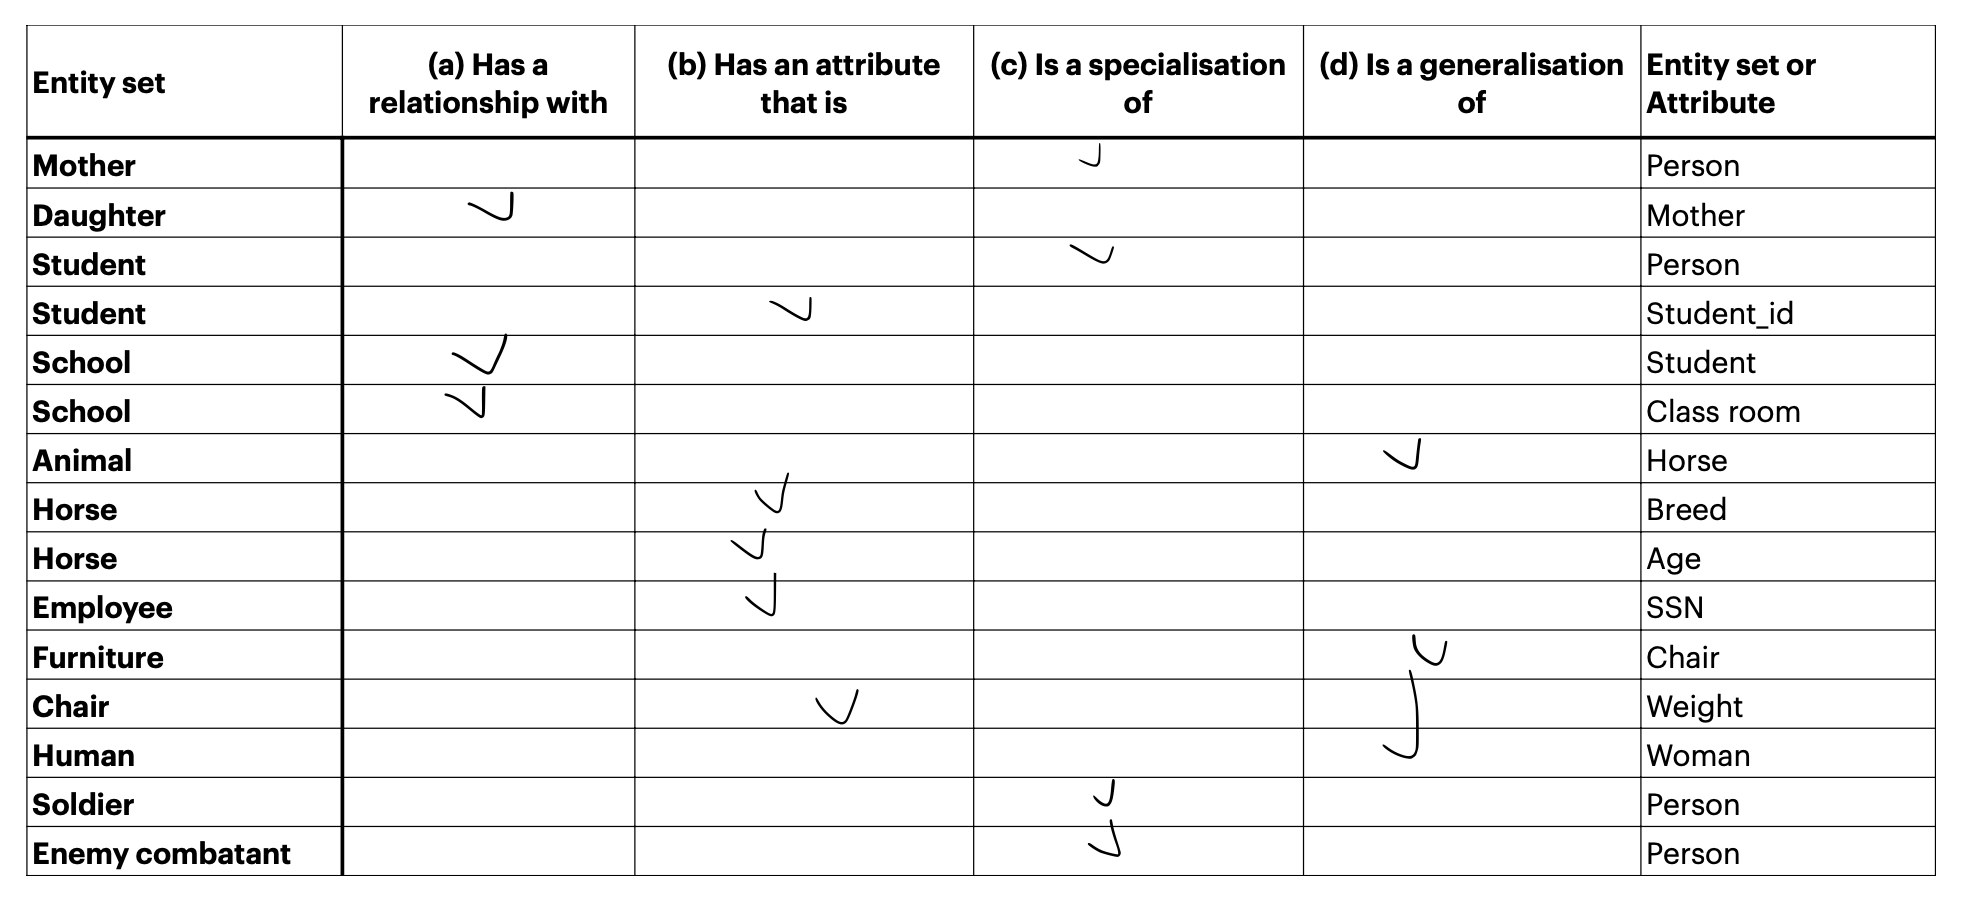 Entity set (a) Has a relationship with (b) Has an attribute that is (c) Is a specialisation of (d) Is a generalisation of Entity set or Attribute
Mother ✓ Person
Daughter ✓ Mother
Student ✓ Person
Student ✓ Student_id
School ✓ Student
School ✓ Class room
Animal ✓ Horse
Horse ✓ Breed
Horse ✓ Age
Employee ✓ SSN
Furniture ✓ Chair
Chair ✓ Weight
Human ✓ Woman
Soldier ✓ Person
Enemy combatant ✓ Person